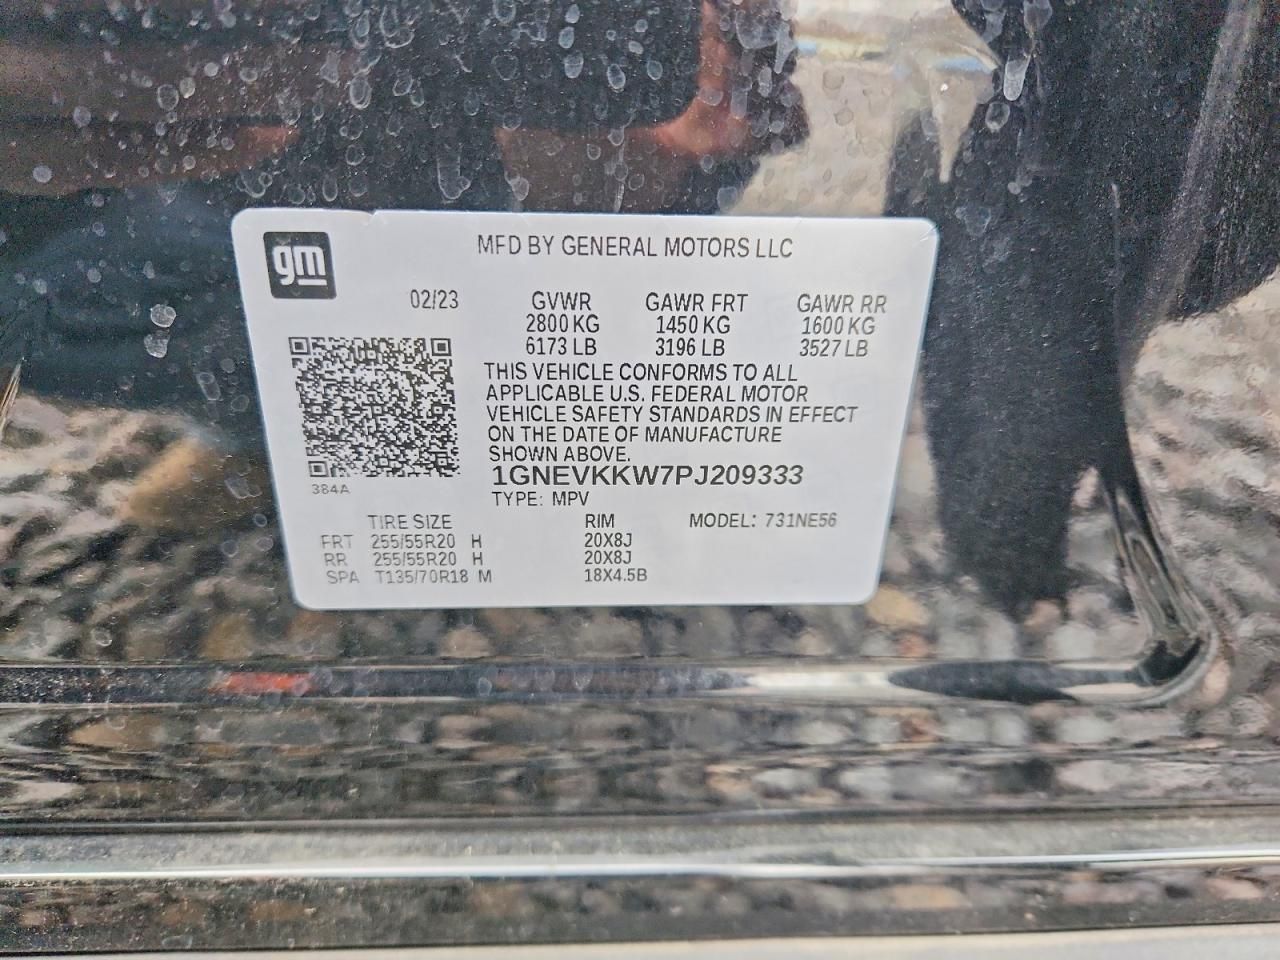 gm
MFD BY GENERAL MOTORS LLC
02/23 GVWR GAWR FRT GAWR RR
2800 KG 1450 KG 1600 KG
6173 LB 3196 LB 3527 LB
THIS VEHICLE CONFORMS TO ALL
APPLICABLE U.S. FEDERAL MOTOR
VEHICLE SAFETY STANDARDS IN EFFECT
ON THE DATE OF MANUFACTURE
SHOWN ABOVE.
1GNEVKKW7PJ209333
384A
TYPE: MPV
TIRE SIZE RIM MODEL: 731NE56
FRT 255/55R20 H 20X8J
RR 255/55R20 H 20X8J
SPA T135/70R18 M 18X4.5B